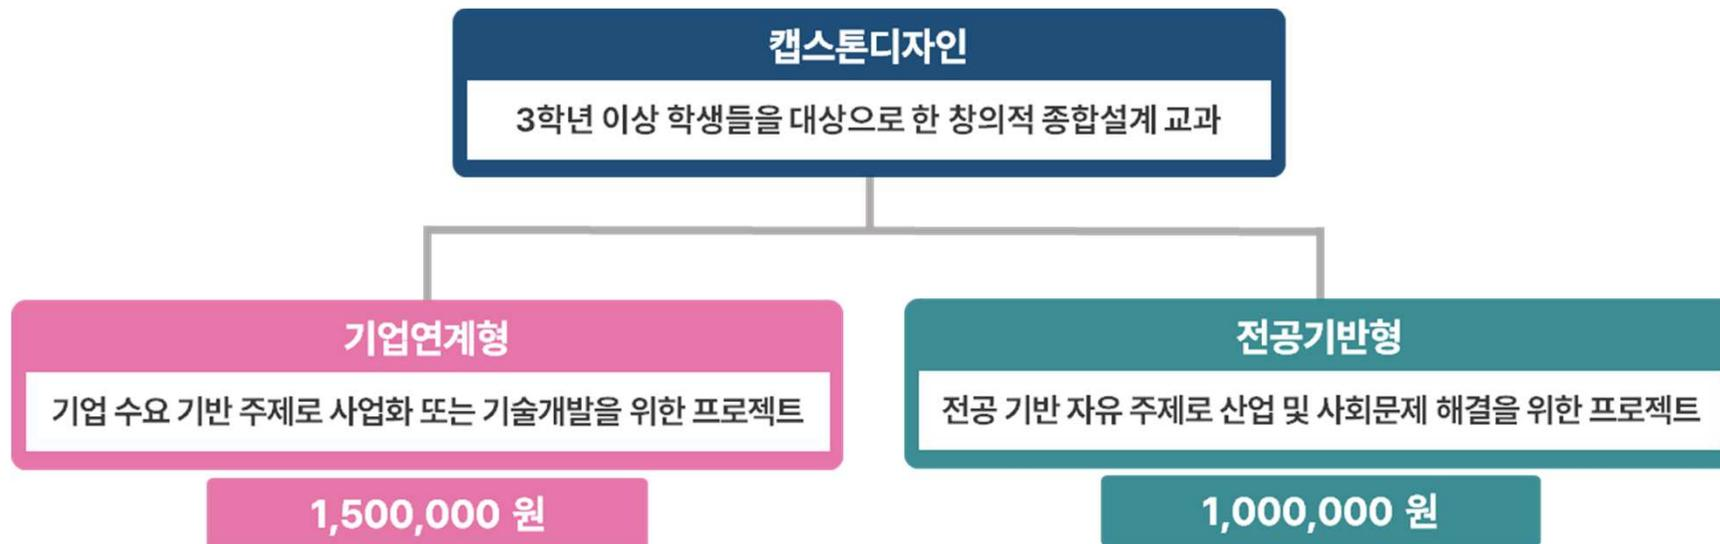 캡스톤디자인
3학년 이상 학생들을 대상으로 한 창의적 종합설계 교과
기업연계형
기업 수요 기반 주제로 사업화 또는 기술개발을 위한 프로젝트
1,500,000 원
전공기반형
전공 기반 자유 주제로 산업 및 사회문제 해결을 위한 프로젝트
1,000,000 원